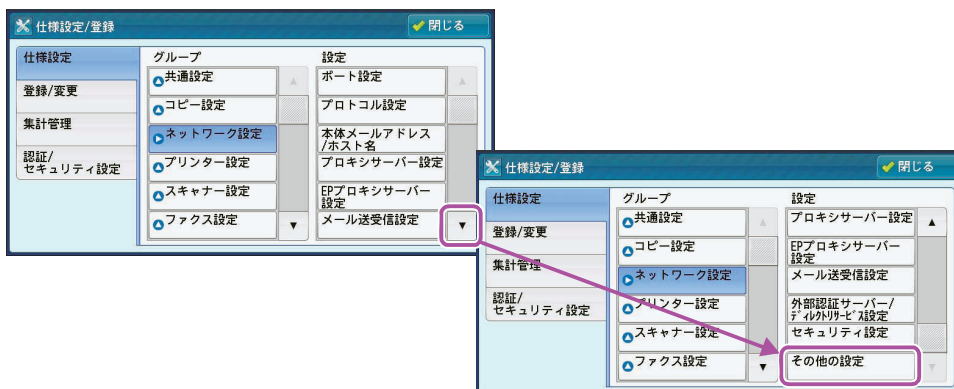 仕様設定/登録
閉じる
仕様設定
登録/変更
集計管理
認証/
セキュリティ設定
グループ
共通設定
コピー設定
ネットワーク設定
プリンター設定
スキャナー設定
ファクス設定
設定
ポート設定
プロトコル設定
本体メールアドレス
/ホスト名
プロキシサーバー設定
EPプロキシサーバー
設定
メール送受信設定
仕様設定/登録
閉じる
仕様設定
登録/変更
集計管理
認証/
セキュリティ設定
グループ
共通設定
コピー設定
ネットワーク設定
プリンター設定
スキャナー設定
ファクス設定
設定
プロキシサーバー設定
EPプロキシサーバー
設定
メール送受信設定
外部認証サーバー/
ディレクトリサービス設定
セキュリティ設定
その他の設定